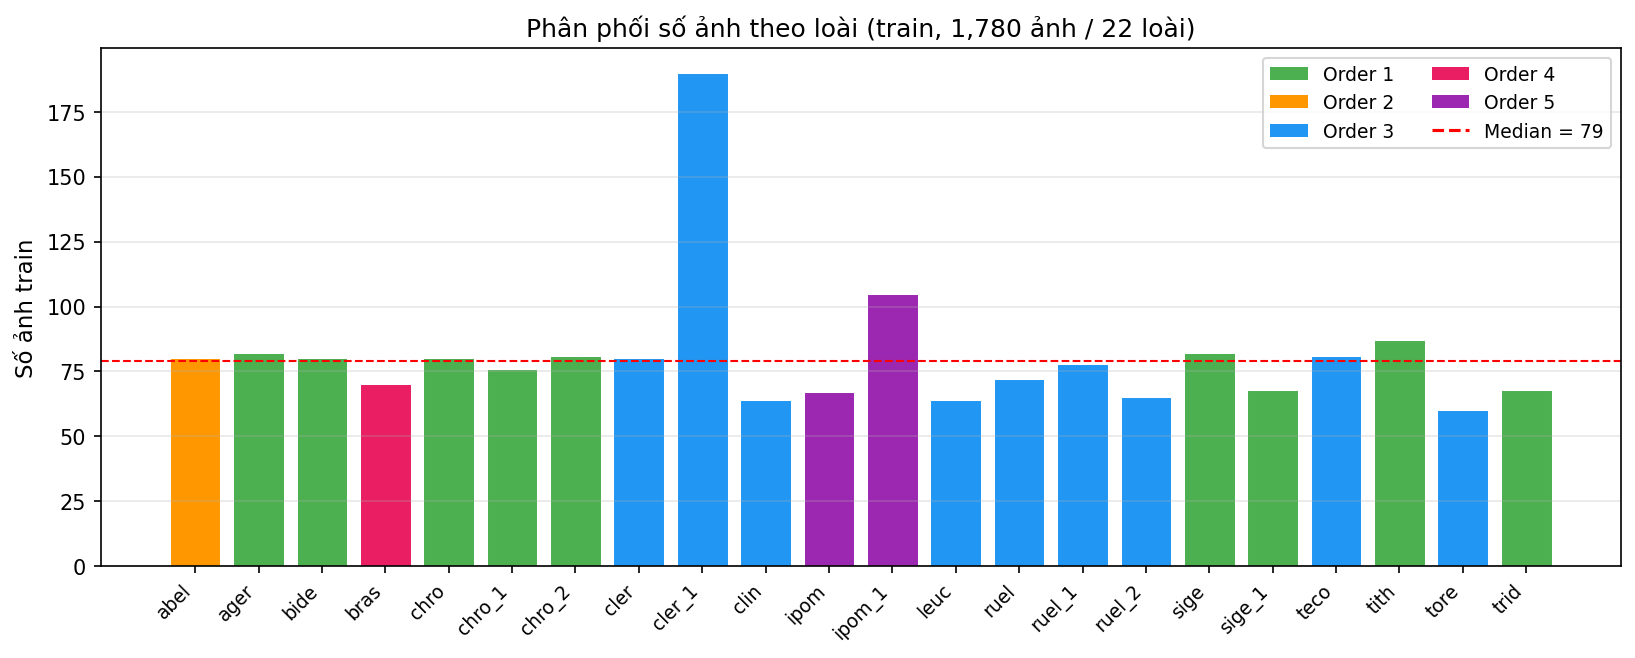 Phân phối số ảnh theo loài (train, 1,780 ảnh / 22 loài)
Order 1
Order 2
Order 3
Order 4
Order 5
Median = 79
Số ảnh train
175
150
125
100
75
50
25
0
abel
ager
bide
bras
chro
chro_1
chro_2
cler
cler_1
clin
ipom
ipom_1
leuc
ruel
ruel_1
ruel_2
sige
sige_1
teco
tith
tore
trid